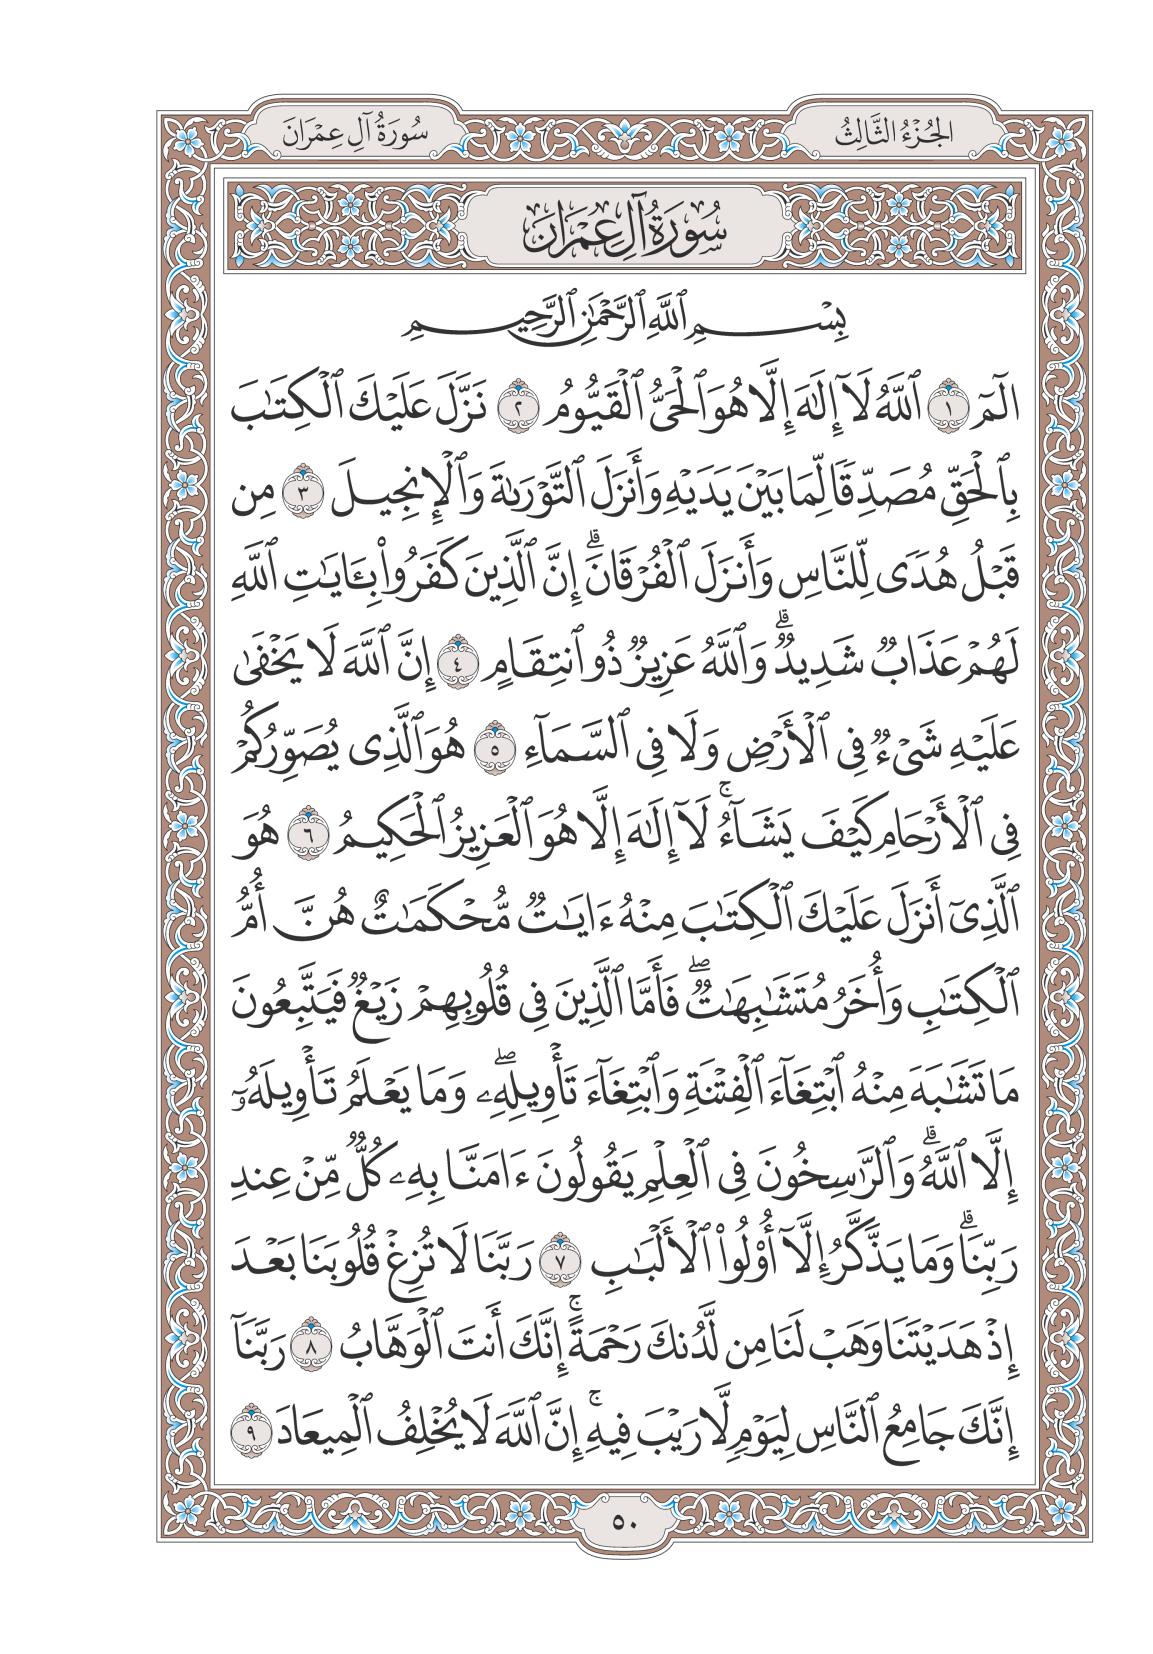 الجُزْءُ الثَّالِثُ
سُورَةُ آلِ عِمْرَانَ
سُورَةُ آلِ عِمْرَانَ
بِسْمِ ٱللَّهِ ٱلرَّحْمَٰنِ ٱلرَّحِيمِ
الٓمٓ ١ ٱللَّهُ لَآ إِلَٰهَ إِلَّا هُوَ ٱلْحَىُّ ٱلْقَيُّومُ ٢ نَزَّلَ عَلَيْكَ ٱلْكِتَٰبَ
بِٱلْحَقِّ مُصَدِّقًا لِّمَا بَيْنَ يَدَيْهِ وَأَنزَلَ ٱلتَّوْرَىٰةَ وَٱلْإِنجِيلَ ٣ مِن
قَبْلُ هُدًى لِّلنَّاسِ وَأَنزَلَ ٱلْفُرْقَانَ ۗ إِنَّ ٱلَّذِينَ كَفَرُوا۟ بِـَٔايَٰتِ ٱللَّهِ
لَهُمْ عَذَابٌ شَدِيدٌ ۗ وَٱللَّهُ عَزِيزٌ ذُو ٱنتِقَامٍ ٤ إِنَّ ٱللَّهَ لَا يَخْفَىٰ
عَلَيْهِ شَىْءٌ فِى ٱلْأَرْضِ وَلَا فِى ٱلسَّمَآءِ ٥ هُوَ ٱلَّذِى يُصَوِّرُكُمْ
فِى ٱلْأَرْحَامِ كَيْفَ يَشَآءُ ۚ لَآ إِلَٰهَ إِلَّا هُوَ ٱلْعَزِيزُ ٱلْحَكِيمُ ٦ هُوَ
ٱلَّذِىٓ أَنزَلَ عَلَيْكَ ٱلْكِتَٰبَ مِنْهُ ءَايَٰتٌ مُّحْكَمَٰتٌ هُنَّ أُمُّ
ٱلْكِتَٰبِ وَأُخَرُ مُتَشَٰبِهَٰتٌ ۖ فَأَمَّا ٱلَّذِينَ فِى قُلُوبِهِمْ زَيْغٌ فَيَتَّبِعُونَ
مَا تَشَٰبَهَ مِنْهُ ٱبْتِغَآءَ ٱلْفِتْنَةِ وَٱبْتِغَآءَ تَأْوِيلِهِۦ ۖ وَمَا يَعْلَمُ تَأْوِيلَهُۥٓ
إِلَّا ٱللَّهُ ۗ وَٱلرَّٰسِخُونَ فِى ٱلْعِلْمِ يَقُولُونَ ءَامَنَّا بِهِۦ كُلٌّ مِّنْ عِندِ
رَبِّنَا ۗ وَمَا يَذَّكَّرُ إِلَّآ أُو۟لُوا۟ ٱلْأَلْبَٰبِ ٧ رَبَّنَا لَا تُزِغْ قُلُوبَنَا بَعْدَ
إِذْ هَدَيْتَنَا وَهَبْ لَنَا مِن لَّدُنكَ رَحْمَةً ۚ إِنَّكَ أَنتَ ٱلْوَهَّابُ ٨ رَبَّنَآ
إِنَّكَ جَامِعُ ٱلنَّاسِ لِيَوْمٍ لَّا رَيْبَ فِيهِ ۚ إِنَّ ٱللَّهَ لَا يُخْلِفُ ٱلْمِيعَادَ ٩
٥٠